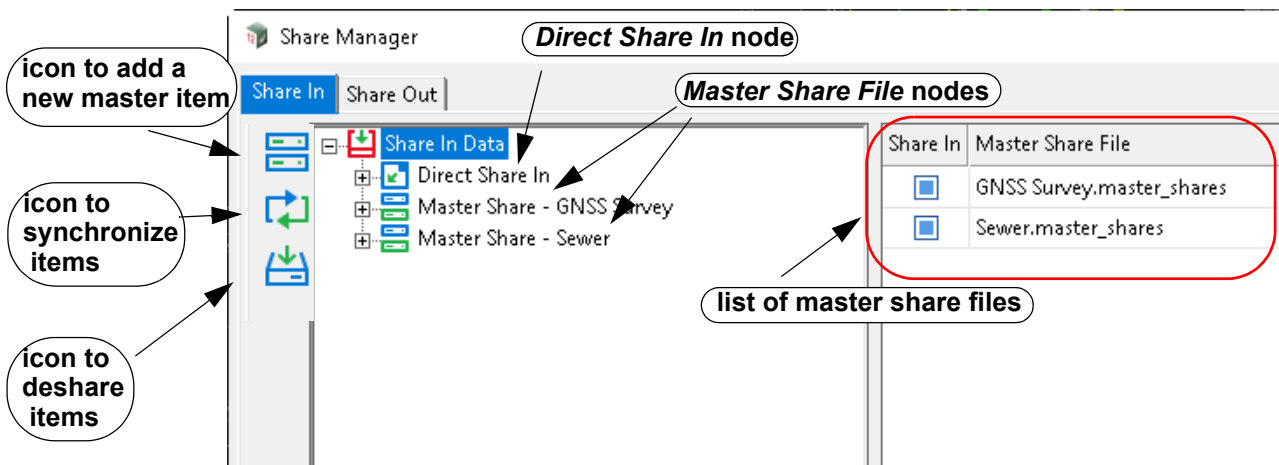 Share Manager
Direct Share In node
icon to add a
new master item
Share In
Share Out
Master Share File nodes
Share In Data
Direct Share In
Master Share - GNSS Survey
Master Share - Sewer
Share In
Master Share File
GNSS Survey.master_shares
Sewer.master_shares
icon to
synchronize
items
list of master share files
icon to
deshare
items